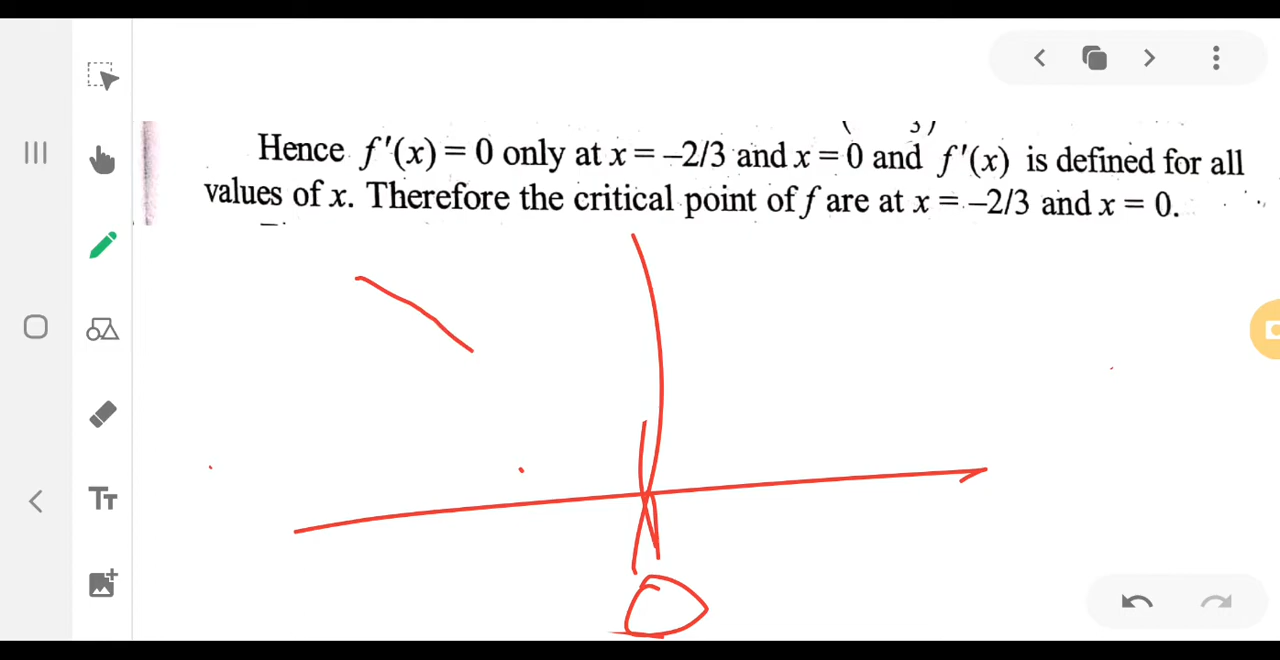 Hence f′(x) = 0 only at x = –2/3 and x = 0 and f′(x) is defined for all
values of x. Therefore the critical point of f are at x = –2/3 and x = 0.
TT